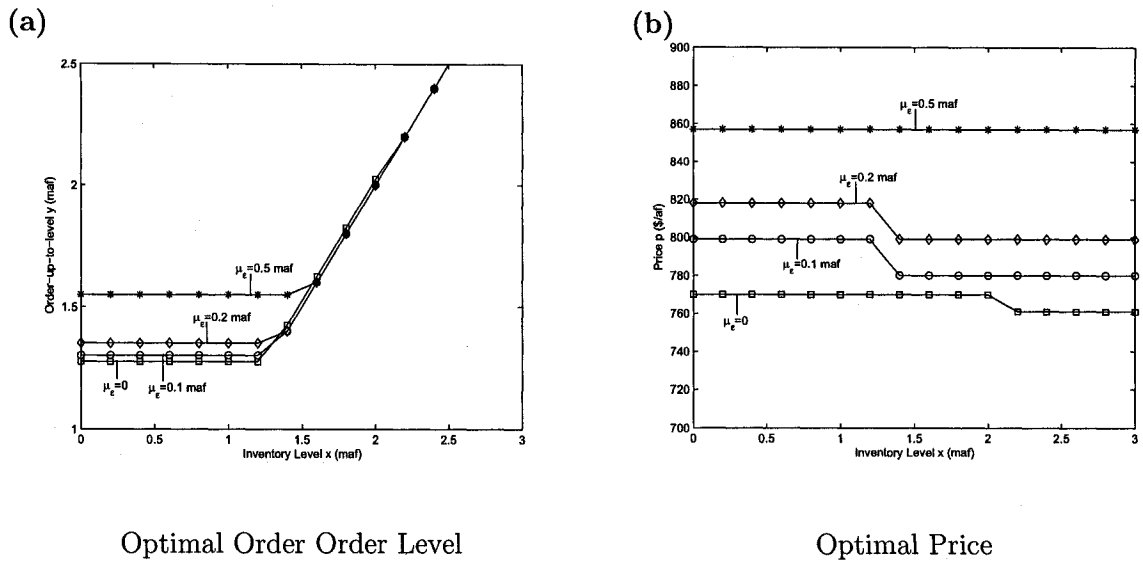 (a)
2.5
2
1.5
1
0
0.5
1
1.5
2
2.5
3
Order-up-to-level y (maf)
Inventory Level x (maf)
με=0.5 maf
με=0.2 maf
με=0
με=0.1 maf
Optimal Order Order Level
(b)
900
880
860
840
820
800
780
760
740
720
700
0
0.5
1
1.5
2
2.5
3
Price p ($/af)
Inventory Level x (maf)
με=0.5 maf
με=0.2 maf
με=0.1 maf
με=0
Optimal Price